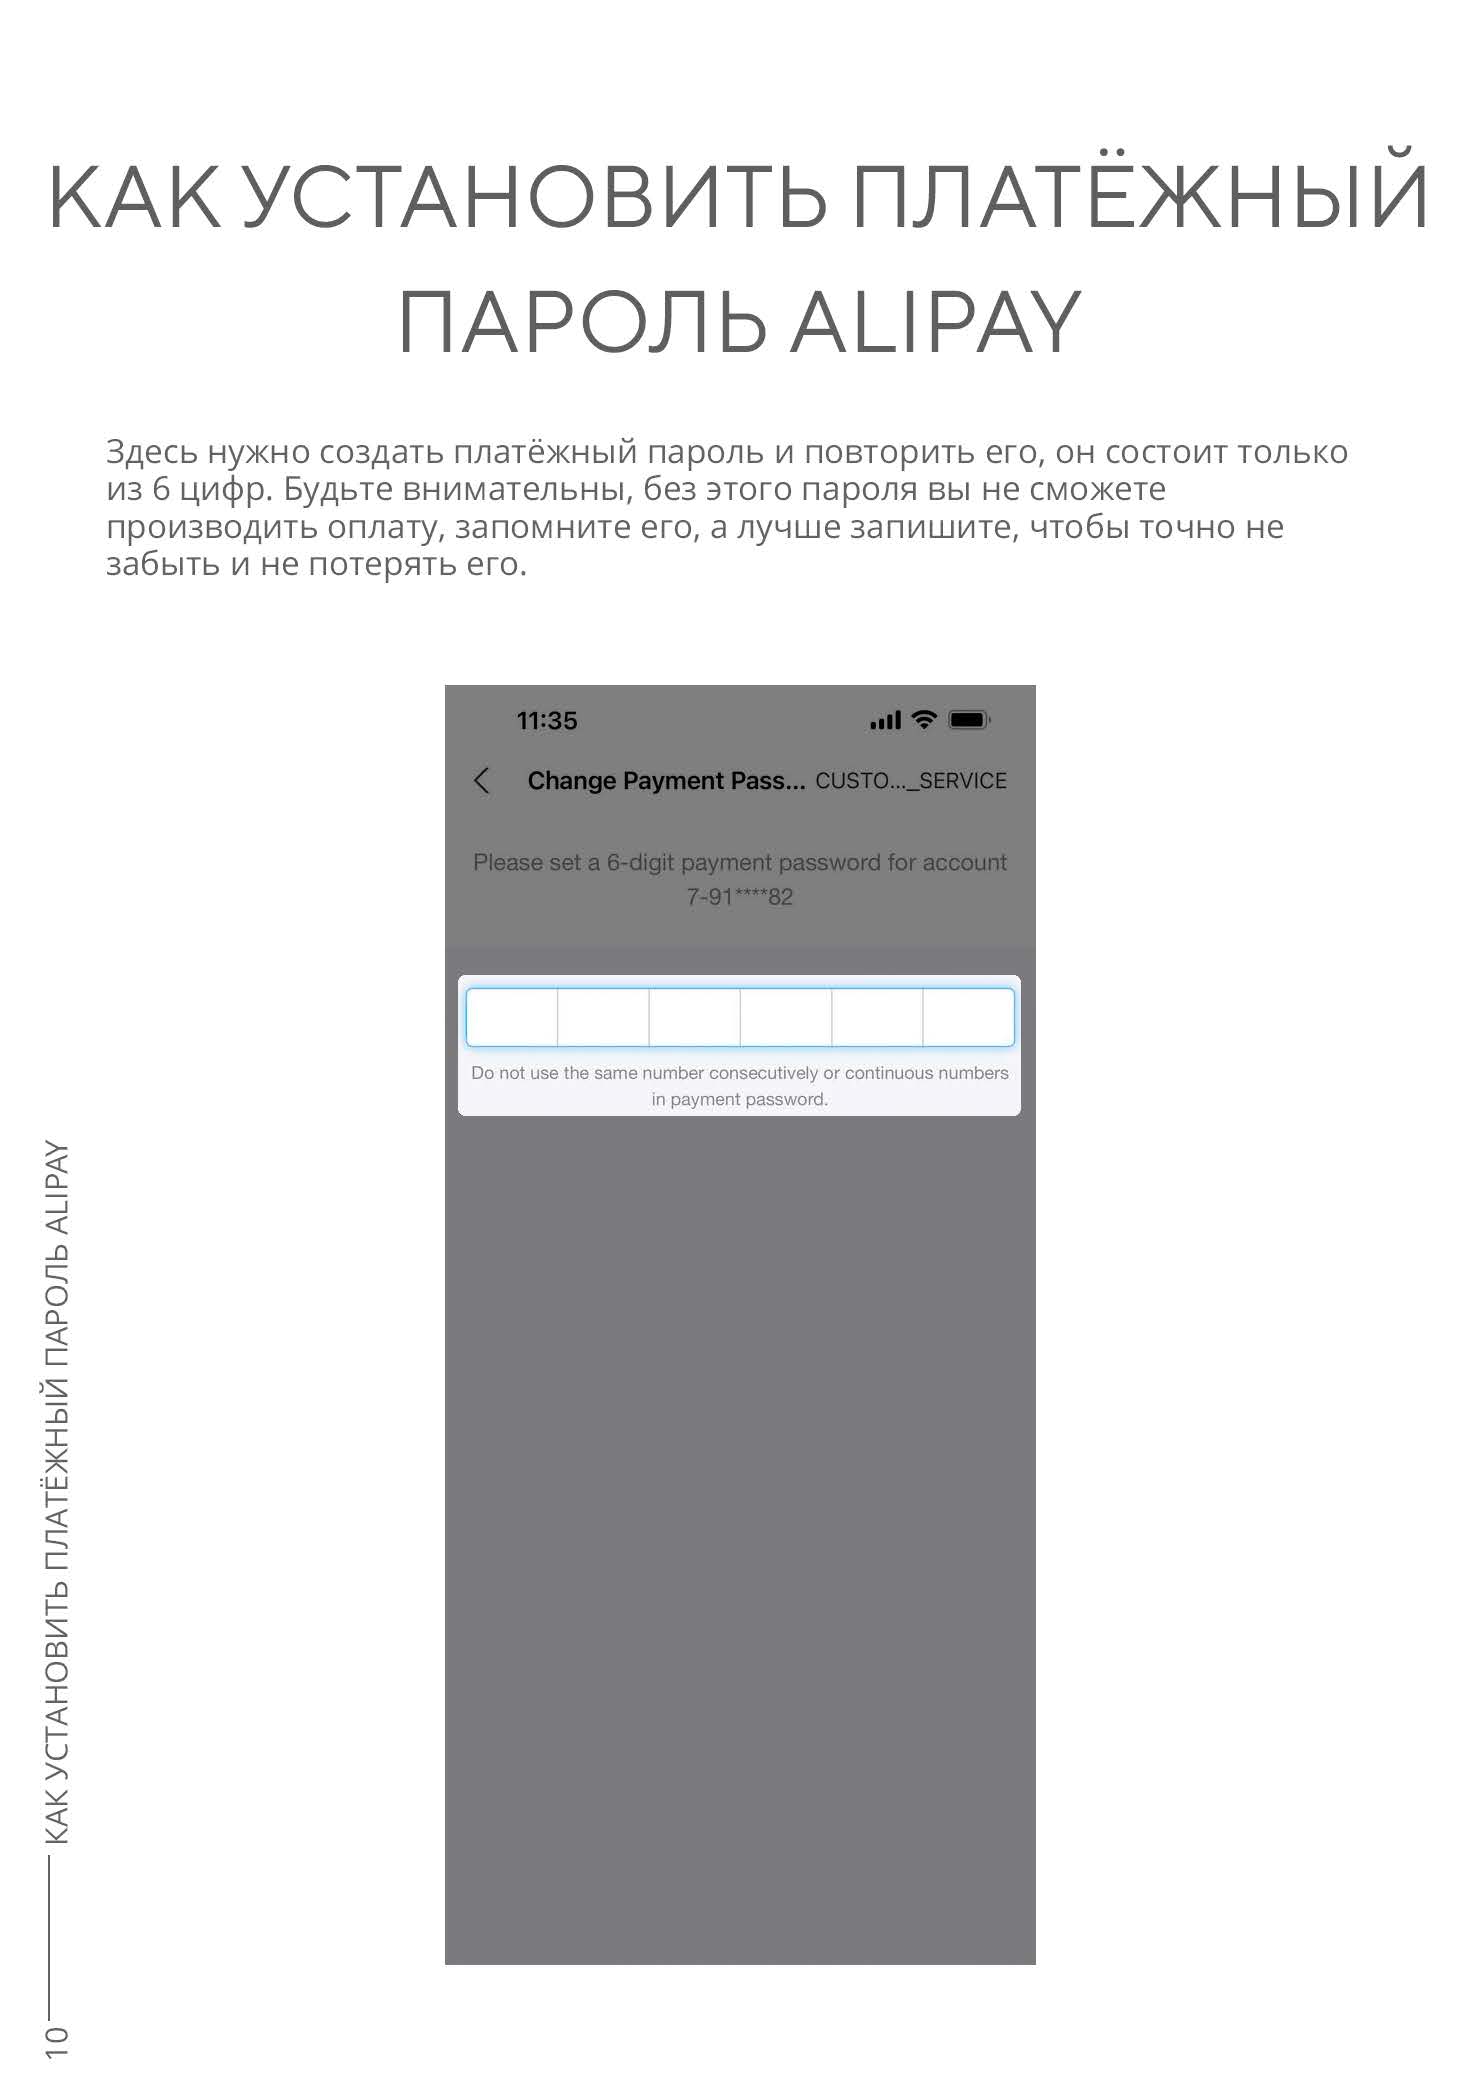 КАК УСТАНОВИТЬ ПЛАТЁЖНЫЙ
ПАРОЛЬ ALIPAY
Здесь нужно создать платёжный пароль и повторить его, он состоит только
из 6 цифр. Будьте внимательны, без этого пароля вы не сможете
производить оплату, запомните его, а лучше запишите, чтобы точно не
забыть и не потерять его.
11:35
Change Payment Pass... CUSTO..._SERVICE
Please set a 6-digit payment password for account
7-91****82
Do not use the same number consecutively or continuous numbers
in payment password.
10 КАК УСТАНОВИТЬ ПЛАТЁЖНЫЙ ПАРОЛЬ ALIPAY